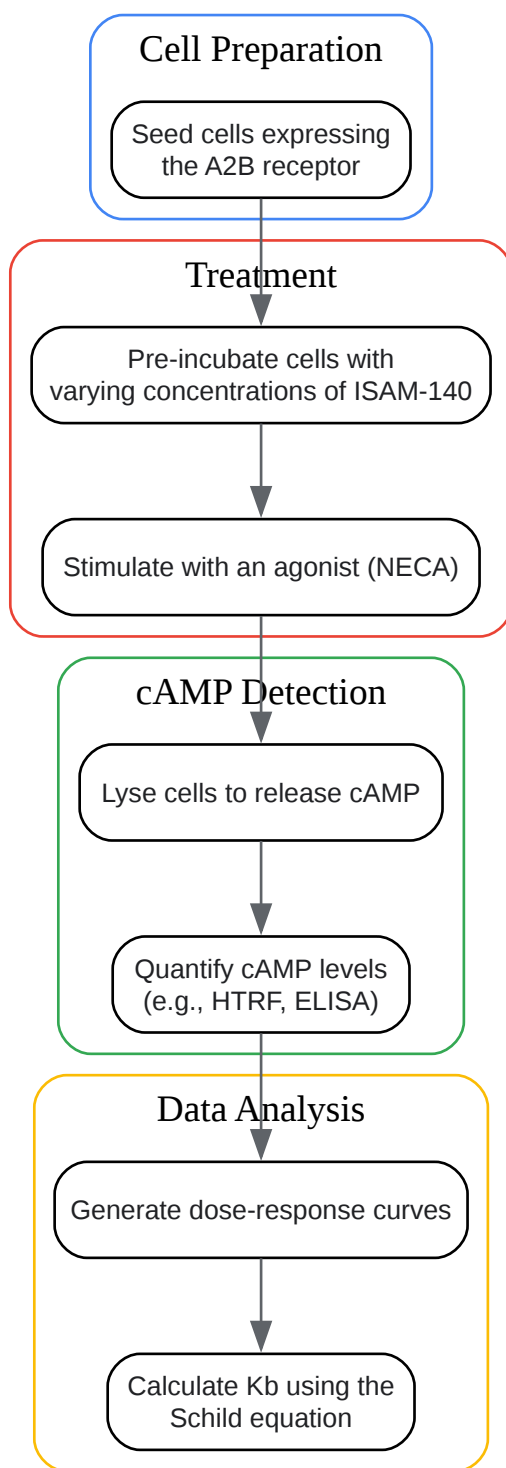 Cell Preparation
Seed cells expressing
the A2B receptor
Treatment
Pre-incubate cells with
varying concentrations of ISAM-140
Stimulate with an agonist (NECA)
cAMP Detection
Lyse cells to release cAMP
Quantify cAMP levels
(e.g., HTRF, ELISA)
Data Analysis
Generate dose-response curves
Calculate Kb using the
Schild equation